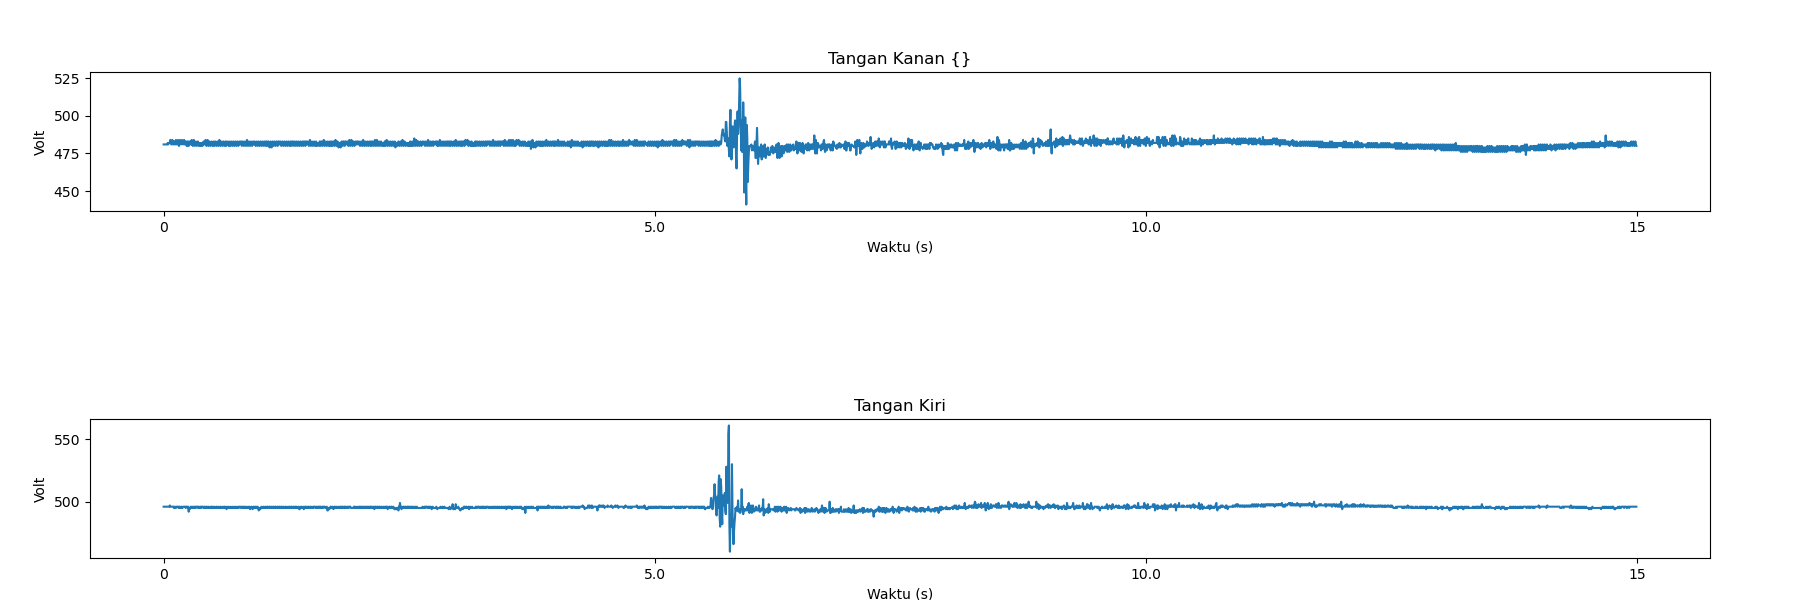 Tangan Kanan {}
Volt
525
500
475
450
0 5.0 10.0 15
Waktu (s)
Tangan Kiri
Volt
550
500
0 5.0 10.0 15
Waktu (s)